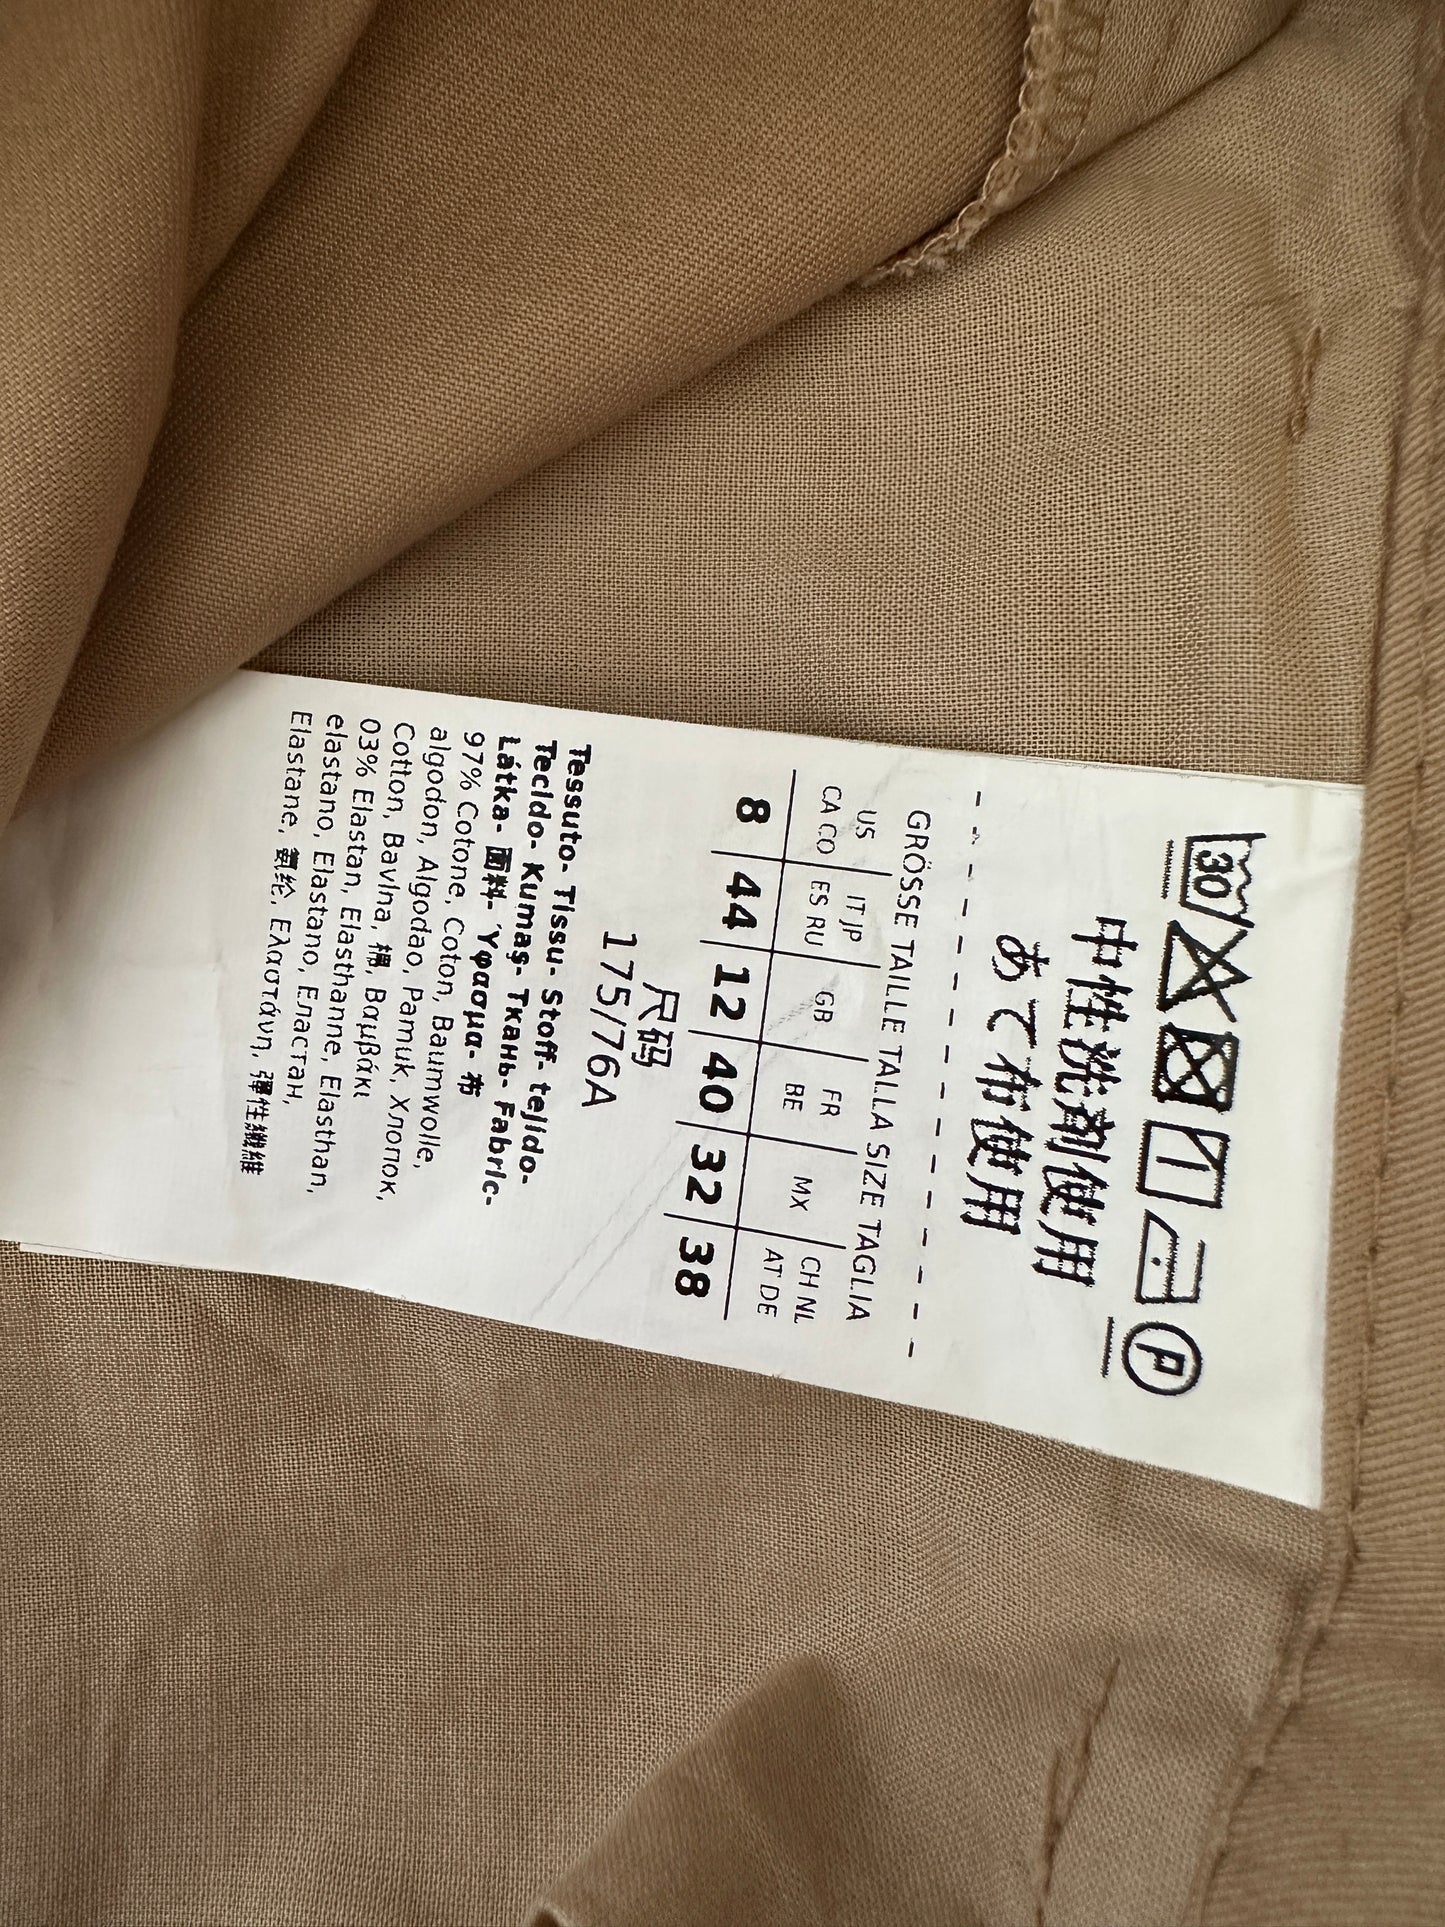 30 P
中性洗剤使用
あて布使用
GRÖSSE TAILLE TALLA SIZE TAGLIA
US IT JP GB FR MX CH NL
CA CO ES RU BE AT DE
8 44 12 40 32 38
尺码
175/76A
Tessuto- Tissu- Stoff- tejido-
Tecido- Kumaş- Ткань- Fabric-
Látka- 面料- Ύφασμα- 布
97% Cotone, Coton, Baumwolle,
algodon, Algodao, Pamuk, Хлопок,
Cotton, Bavlna, 棉, Βαμβάκι
03% Elastan, Elasthanne, Elasthan,
elastano, Elastano, Еластан,
Elastane, 氨纶, Ελαστάνη, 彈性纖維